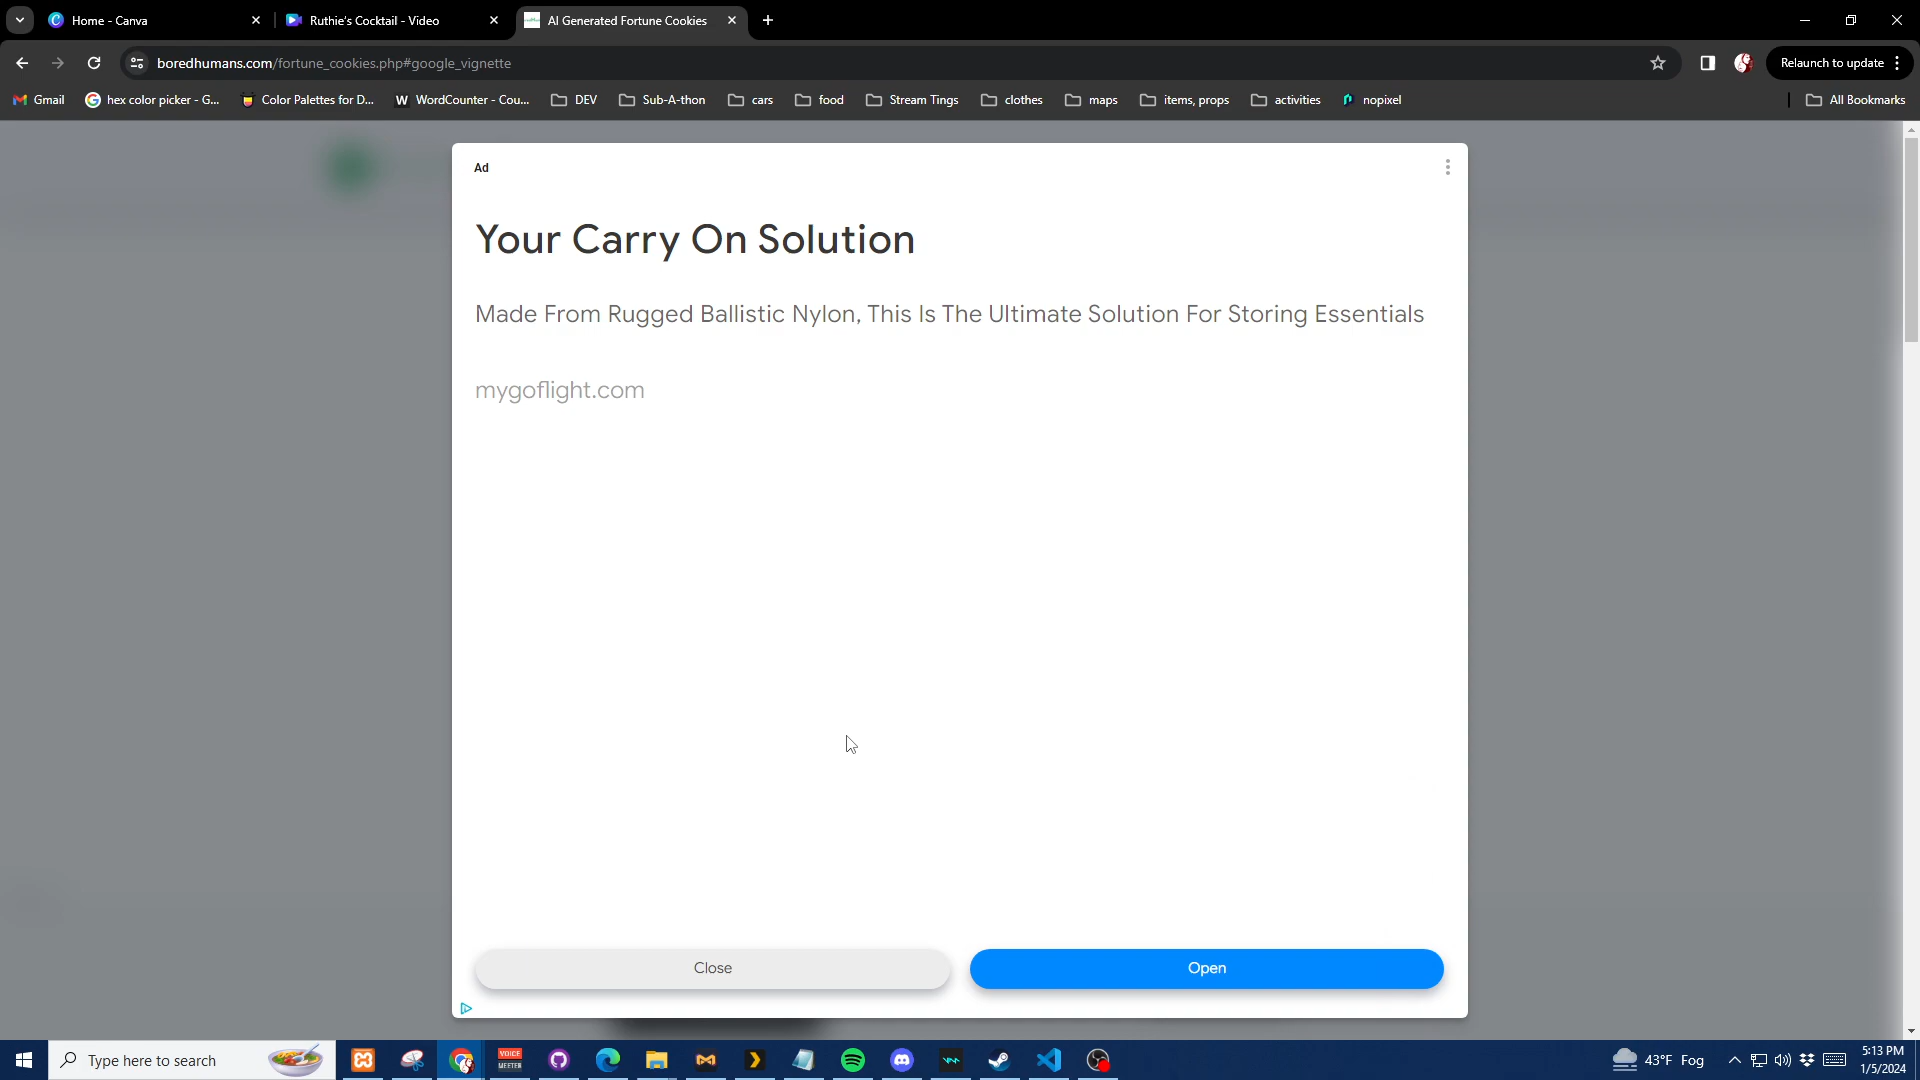 Home - Canva
Ruthie's Cocktail - Video
AI Generated Fortune Cookies
boredhumans.com/fortune_cookies.php#google_vignette
Relaunch to update
Gmail
hex color picker - G...
Color Palettes for D...
W WordCounter - Cou...
DEV
Sub-A-thon
cars
food
Stream Tings
clothes
maps
items, props
activities
nopixel
All Bookmarks
Ad
Your Carry On Solution
Made From Rugged Ballistic Nylon, This Is The Ultimate Solution For Storing Essentials
mygoflight.com
Close
Open
Type here to search
VOICE
MEETER
43°F Fog
5:13 PM
1/5/2024